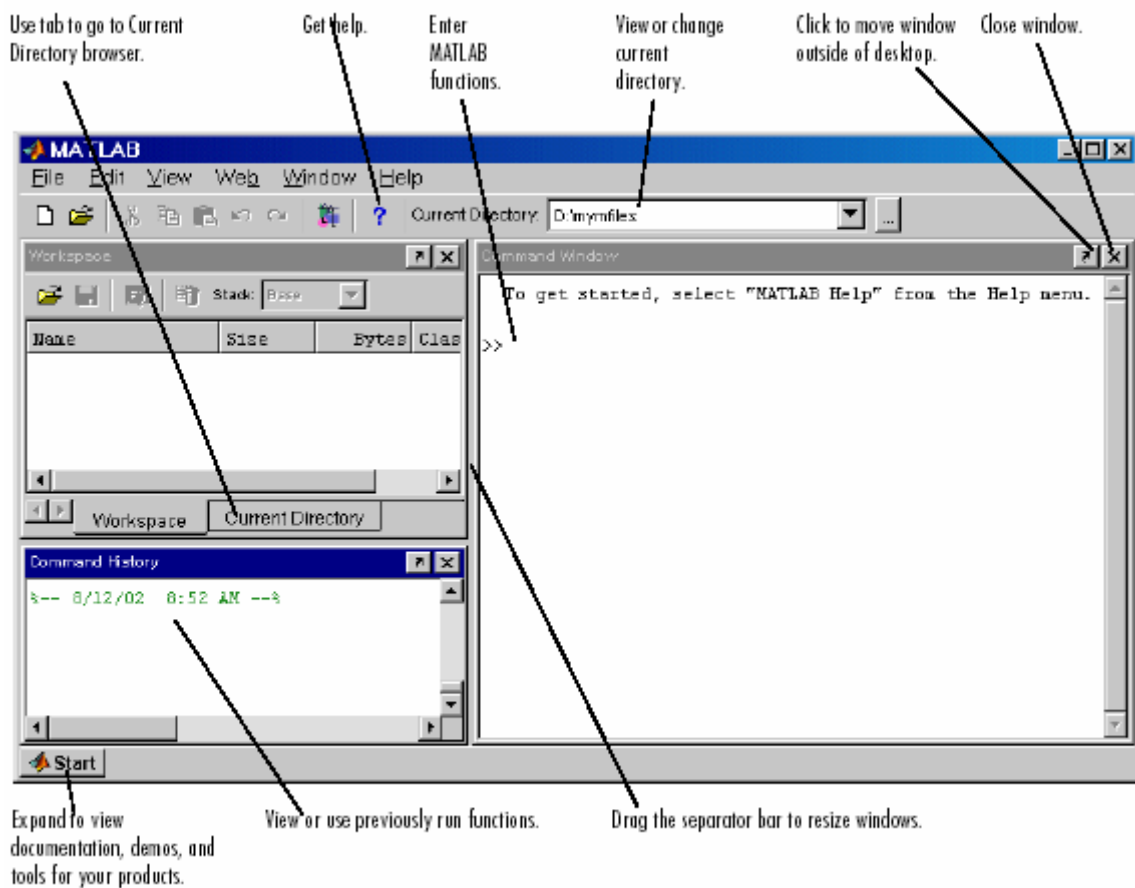 Use tab to go to Current
Directory browser.
Get help.
Enter
MATLAB
functions.
View or change
current
directory.
Click to move window
outside of desktop.
Close window.
MATLAB
File Edit View Web Window Help
? Current Directory: D:\mymfiles ...
Workspace
Stack: Base
Name Size Bytes Clas
Workspace Current Directory
Command History
%-- 8/12/02 8:52 AM --%
Command Window
To get started, select "MATLAB Help" from the Help menu.
>>
Start
Expand to view
documentation, demos, and
tools for your products.
View or use previously run functions.
Drag the separator bar to resize windows.